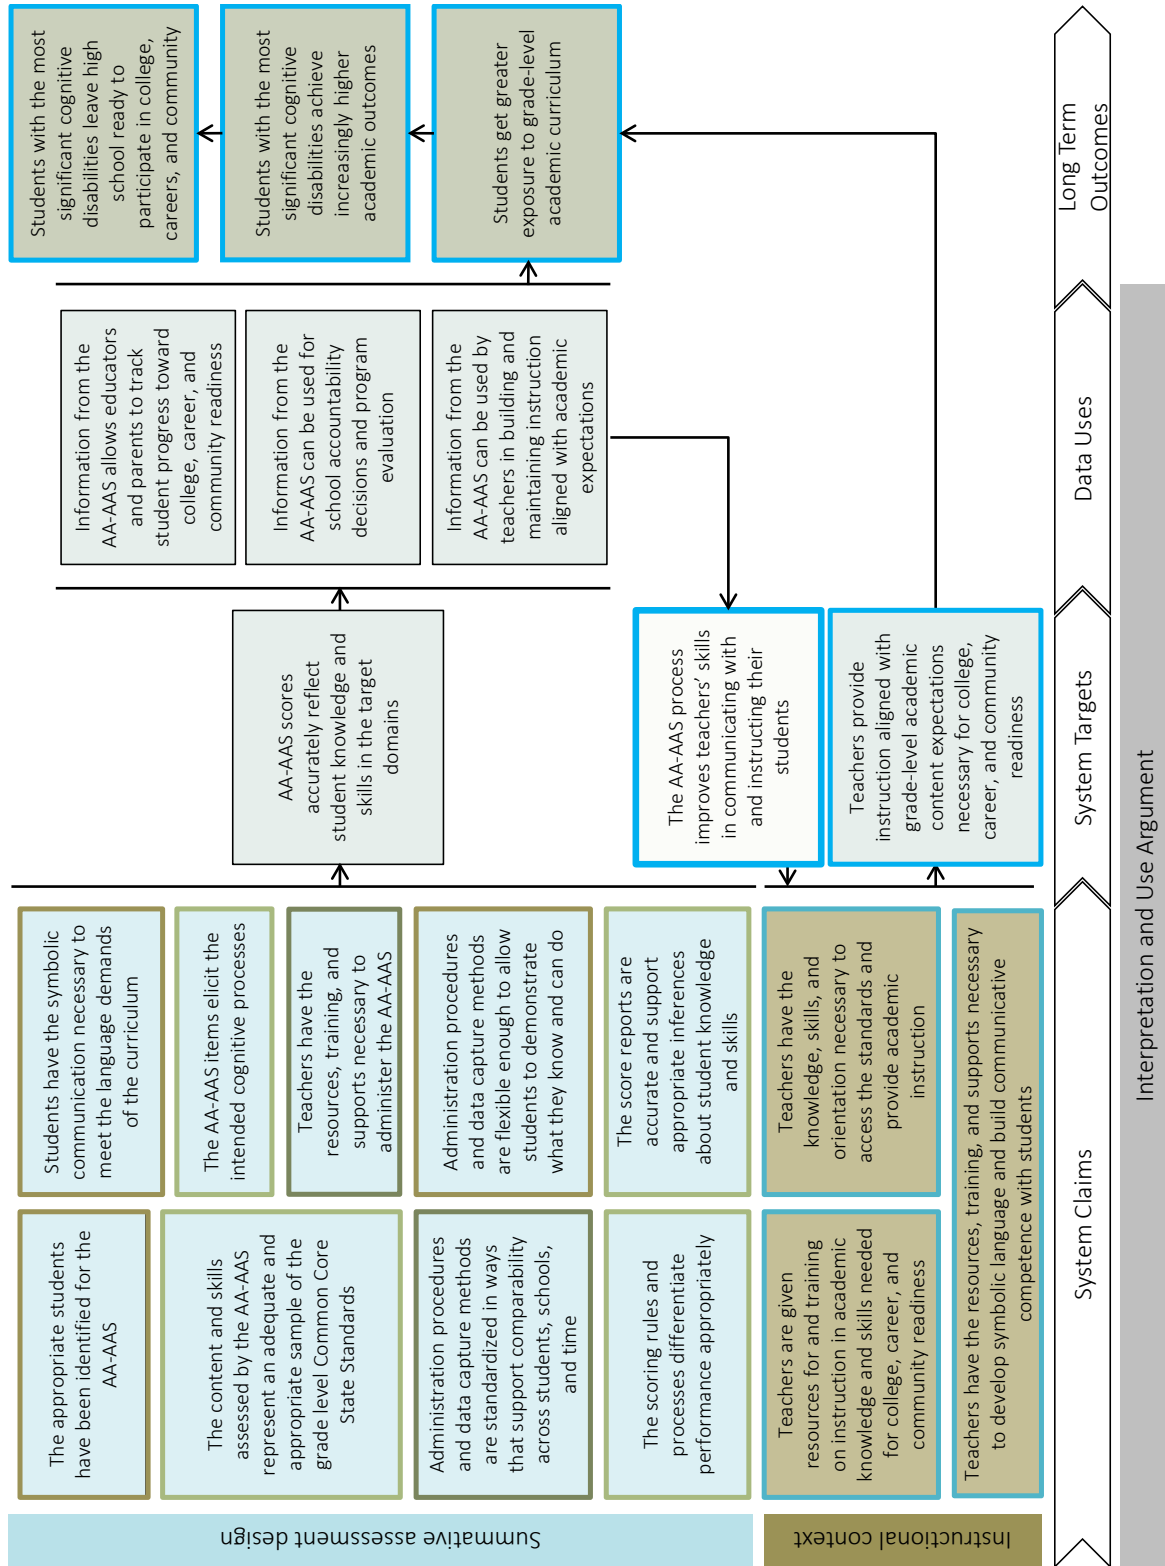 Summative assessment design
The appropriate students
have been identified for the
AA-AAS
Students have the symbolic
communication necessary to
meet the language demands
of the curriculum
The content and skills
assessed by the AA-AAS
represent an adequate and
appropriate sample of the
grade level Common Core
State Standards
The AA-AAS items elicit the
intended cognitive processes
Teachers have the
resources, training, and
supports necessary to
administer the AA-AAS
Administration procedures
and data capture methods
are standardized in ways
that support comparability
across students, schools,
and time
Administration procedures
and data capture methods
are flexible enough to allow
students to demonstrate
what they know and can do
The scoring rules and
processes differentiate
performance appropriately
The score reports are
accurate and support
appropriate inferences
about student knowledge
and skills
Instructional context
Teachers are given
resources for and training
on instruction in academic
knowledge and skills needed
for college, career, and
community readiness
Teachers have the
knowledge, skills, and
orientation necessary to
access the standards and
provide academic
instruction
Teachers have the resources, training, and supports necessary
to develop symbolic language and build communicative
competence with students
AA-AAS scores
accurately reflect
student knowledge and
skills in the target
domains
The AA-AAS process
improves teachers’ skills
in communicating with
and instructing their
students
Teachers provide
instruction aligned with
grade-level academic
content expectations
necessary for college,
career, and community
readiness
Information from the
AA-AAS allows educators
and parents to track
student progress toward
college, career, and
community readiness
Information from the
AA-AAS can be used for
school accountability
decisions and program
evaluation
Information from the
AA-AAS can be used by
teachers in building and
maintaining instruction
aligned with academic
expectations
Students with the most
significant cognitive
disabilities leave high
school ready to
participate in college,
careers, and community
Students with the most
significant cognitive
disabilities achieve
increasingly higher
academic outcomes
Students get greater
exposure to grade-level
academic curriculum
System Claims
System Targets
Data Uses
Long Term
Outcomes
Interpretation and Use Argument